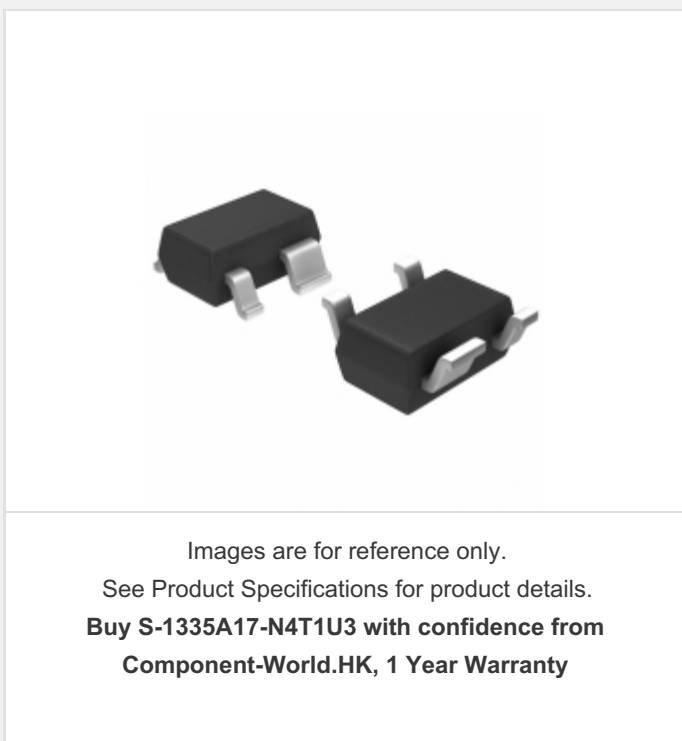 Images are for reference only.
See Product Specifications for product details.
Buy S-1335A17-N4T1U3 with confidence from
Component-World.HK, 1 Year Warranty